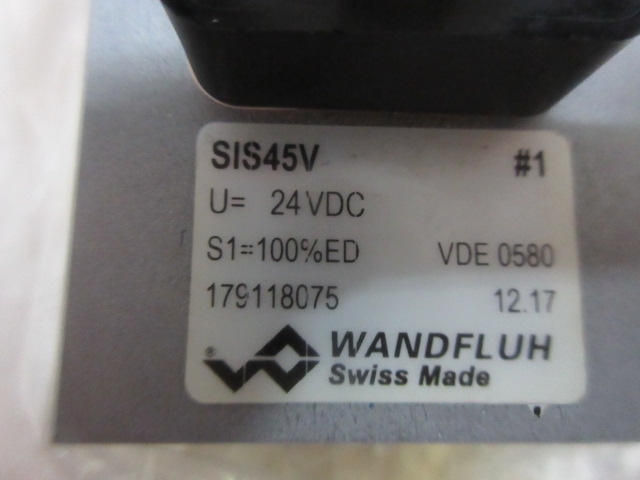 SIS45V #1
U= 24VDC
S1=100%ED VDE 0580
179118075 12.17
® WANDFLUH
Swiss Made